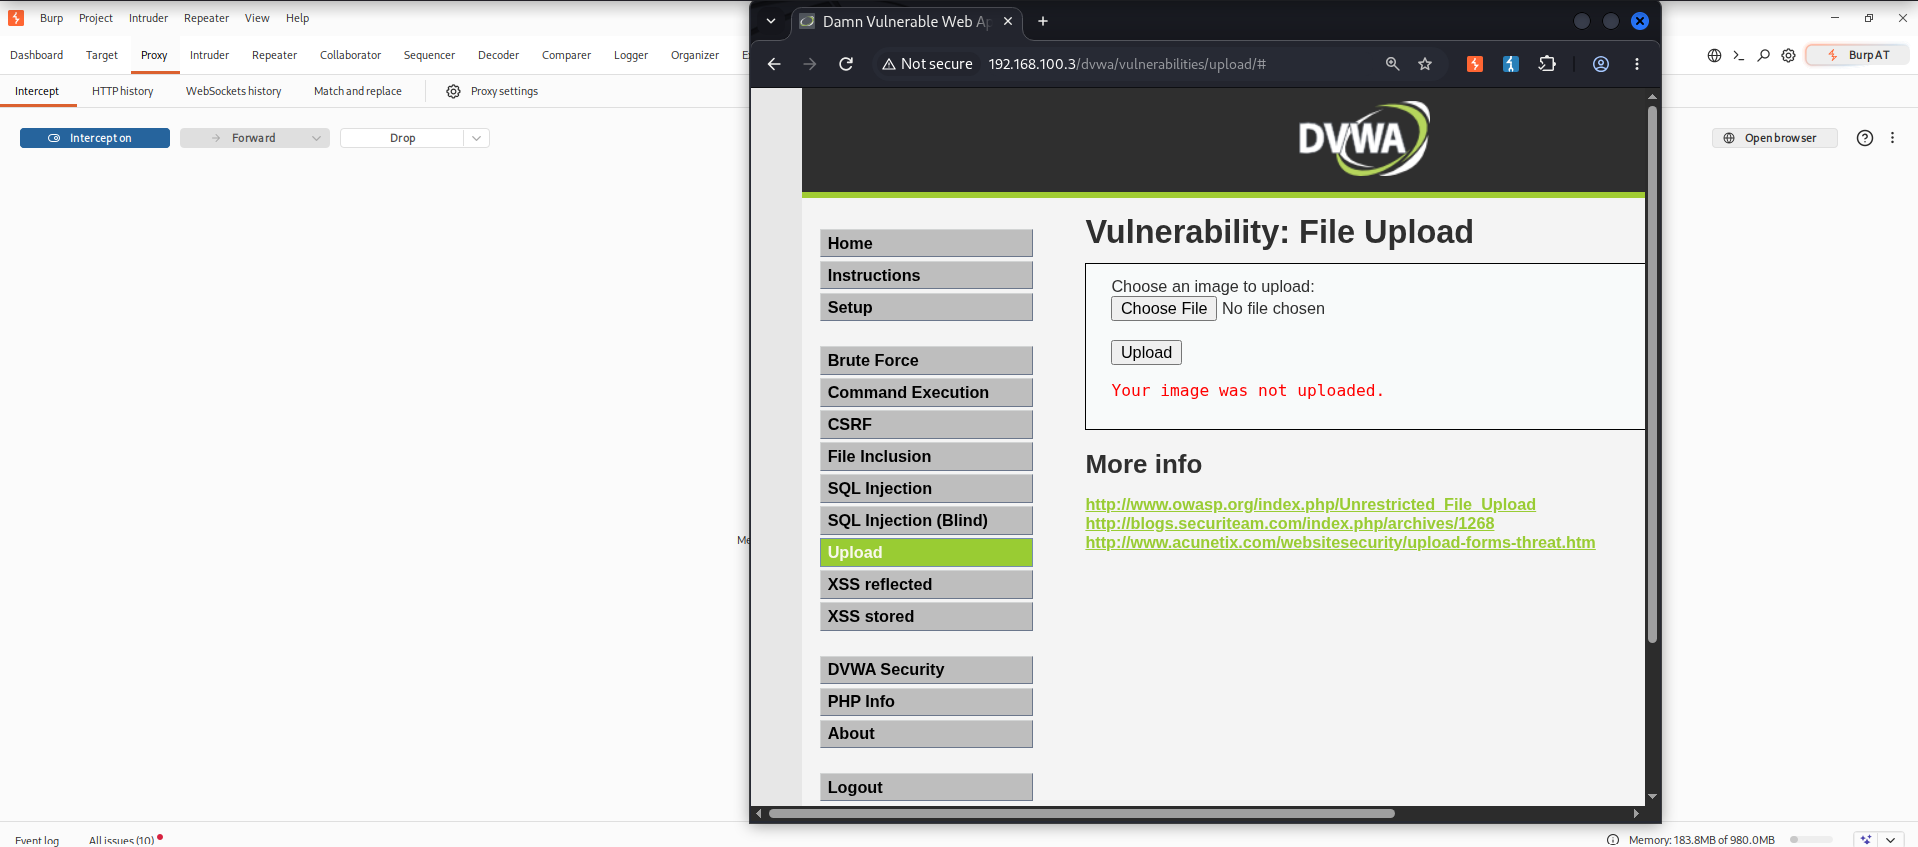 Burp Project Intruder Repeater View Help
Dashboard Target Proxy Intruder Repeater Collaborator Sequencer Decoder Comparer Logger Organizer
Burp AT
Intercept HTTP history WebSockets history Match and replace Proxy settings
Intercept on Forward Drop
Open browser
Damn Vulnerable Web Ap
Not secure 192.168.100.3/dvwa/vulnerabilities/upload/#
DVWA
Home
Instructions
Setup
Brute Force
Command Execution
CSRF
File Inclusion
SQL Injection
SQL Injection (Blind)
Upload
XSS reflected
XSS stored
DVWA Security
PHP Info
About
Logout
Vulnerability: File Upload
Choose an image to upload:
Choose File No file chosen
Upload
Your image was not uploaded.
More info
http://www.owasp.org/index.php/Unrestricted_File_Upload
http://blogs.securiteam.com/index.php/archives/1268
http://www.acunetix.com/websitesecurity/upload-forms-threat.htm
Event log All issues (10)
Memory: 183.8MB of 980.0MB